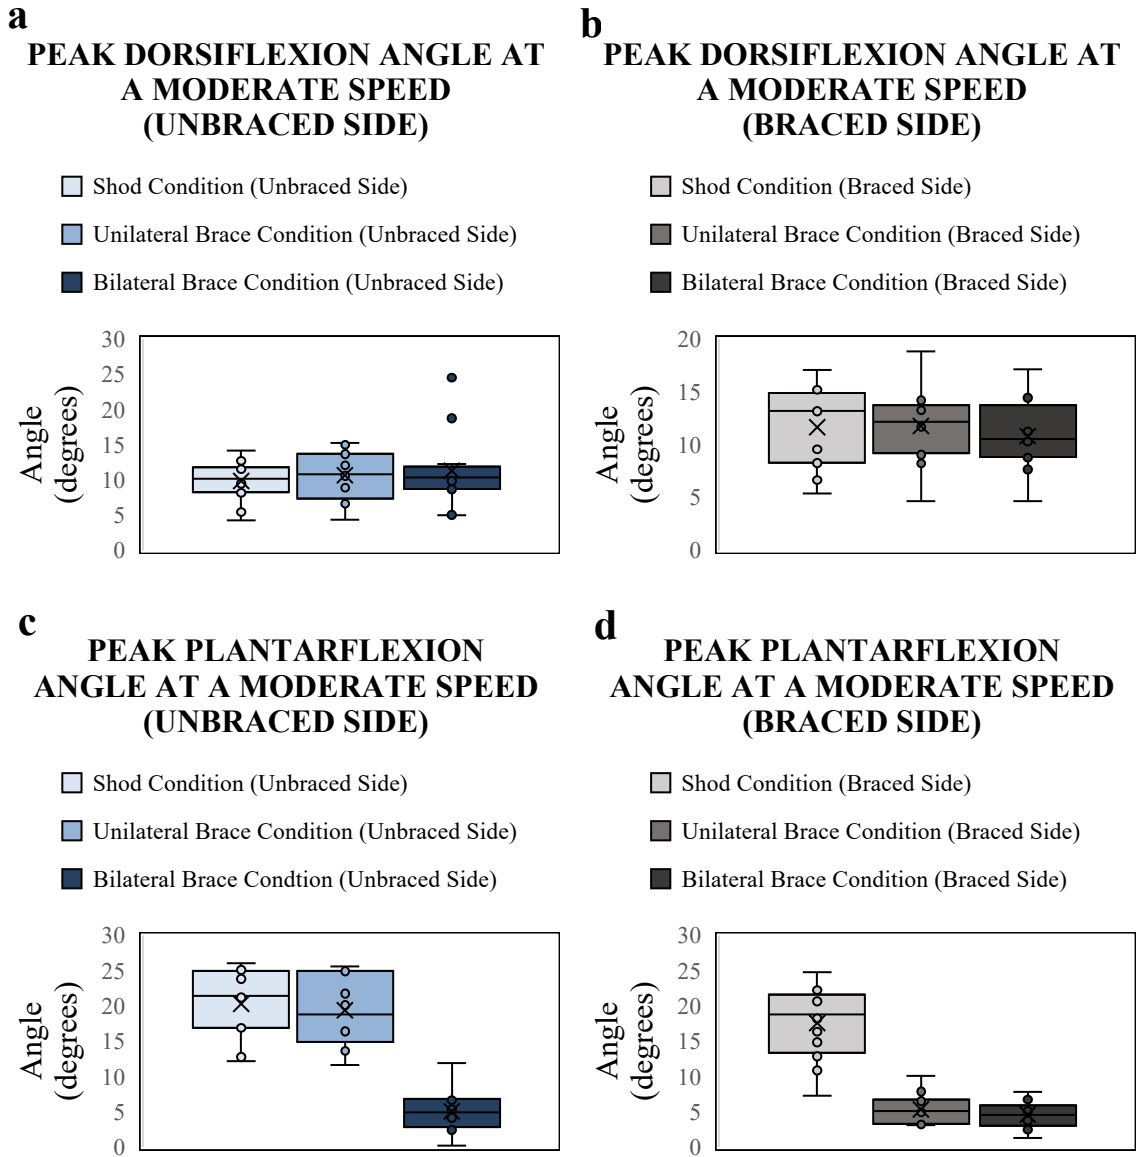 a
PEAK DORSIFLEXION ANGLE AT
A MODERATE SPEED
(UNBRACED SIDE)
Shod Condition (Unbraced Side)
Unilateral Brace Condition (Unbraced Side)
Bilateral Brace Condition (Unbraced Side)
Angle
(degrees)
30
25
20
15
10
5
0
b
PEAK DORSIFLEXION ANGLE AT
A MODERATE SPEED
(BRACED SIDE)
Shod Condition (Braced Side)
Unilateral Brace Condition (Braced Side)
Bilateral Brace Condition (Braced Side)
Angle
(degrees)
20
15
10
5
0
c
PEAK PLANTARFLEXION
ANGLE AT A MODERATE SPEED
(UNBRACED SIDE)
Shod Condition (Unbraced Side)
Unilateral Brace Condition (Unbraced Side)
Bilateral Brace Condtion (Unbraced Side)
Angle
(degrees)
30
25
20
15
10
5
0
d
PEAK PLANTARFLEXION
ANGLE AT A MODERATE SPEED
(BRACED SIDE)
Shod Condition (Braced Side)
Unilateral Brace Condition (Braced Side)
Bilateral Brace Condition (Braced Side)
Angle
(degrees)
30
25
20
15
10
5
0